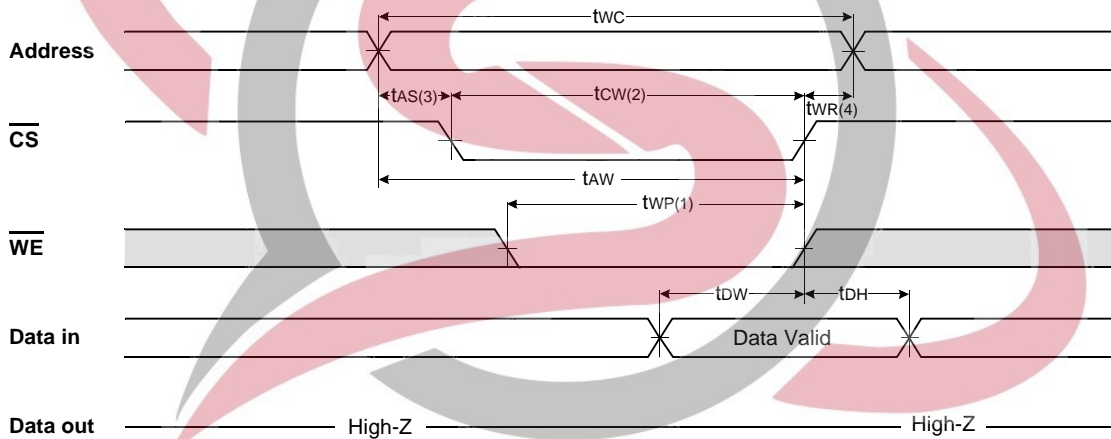 tWC
Address
tAS(3) tCW(2) tWR(4)
CS
tAW
tWP(1)
WE
tDW tDH
Data in Data Valid
Data out High-Z High-Z